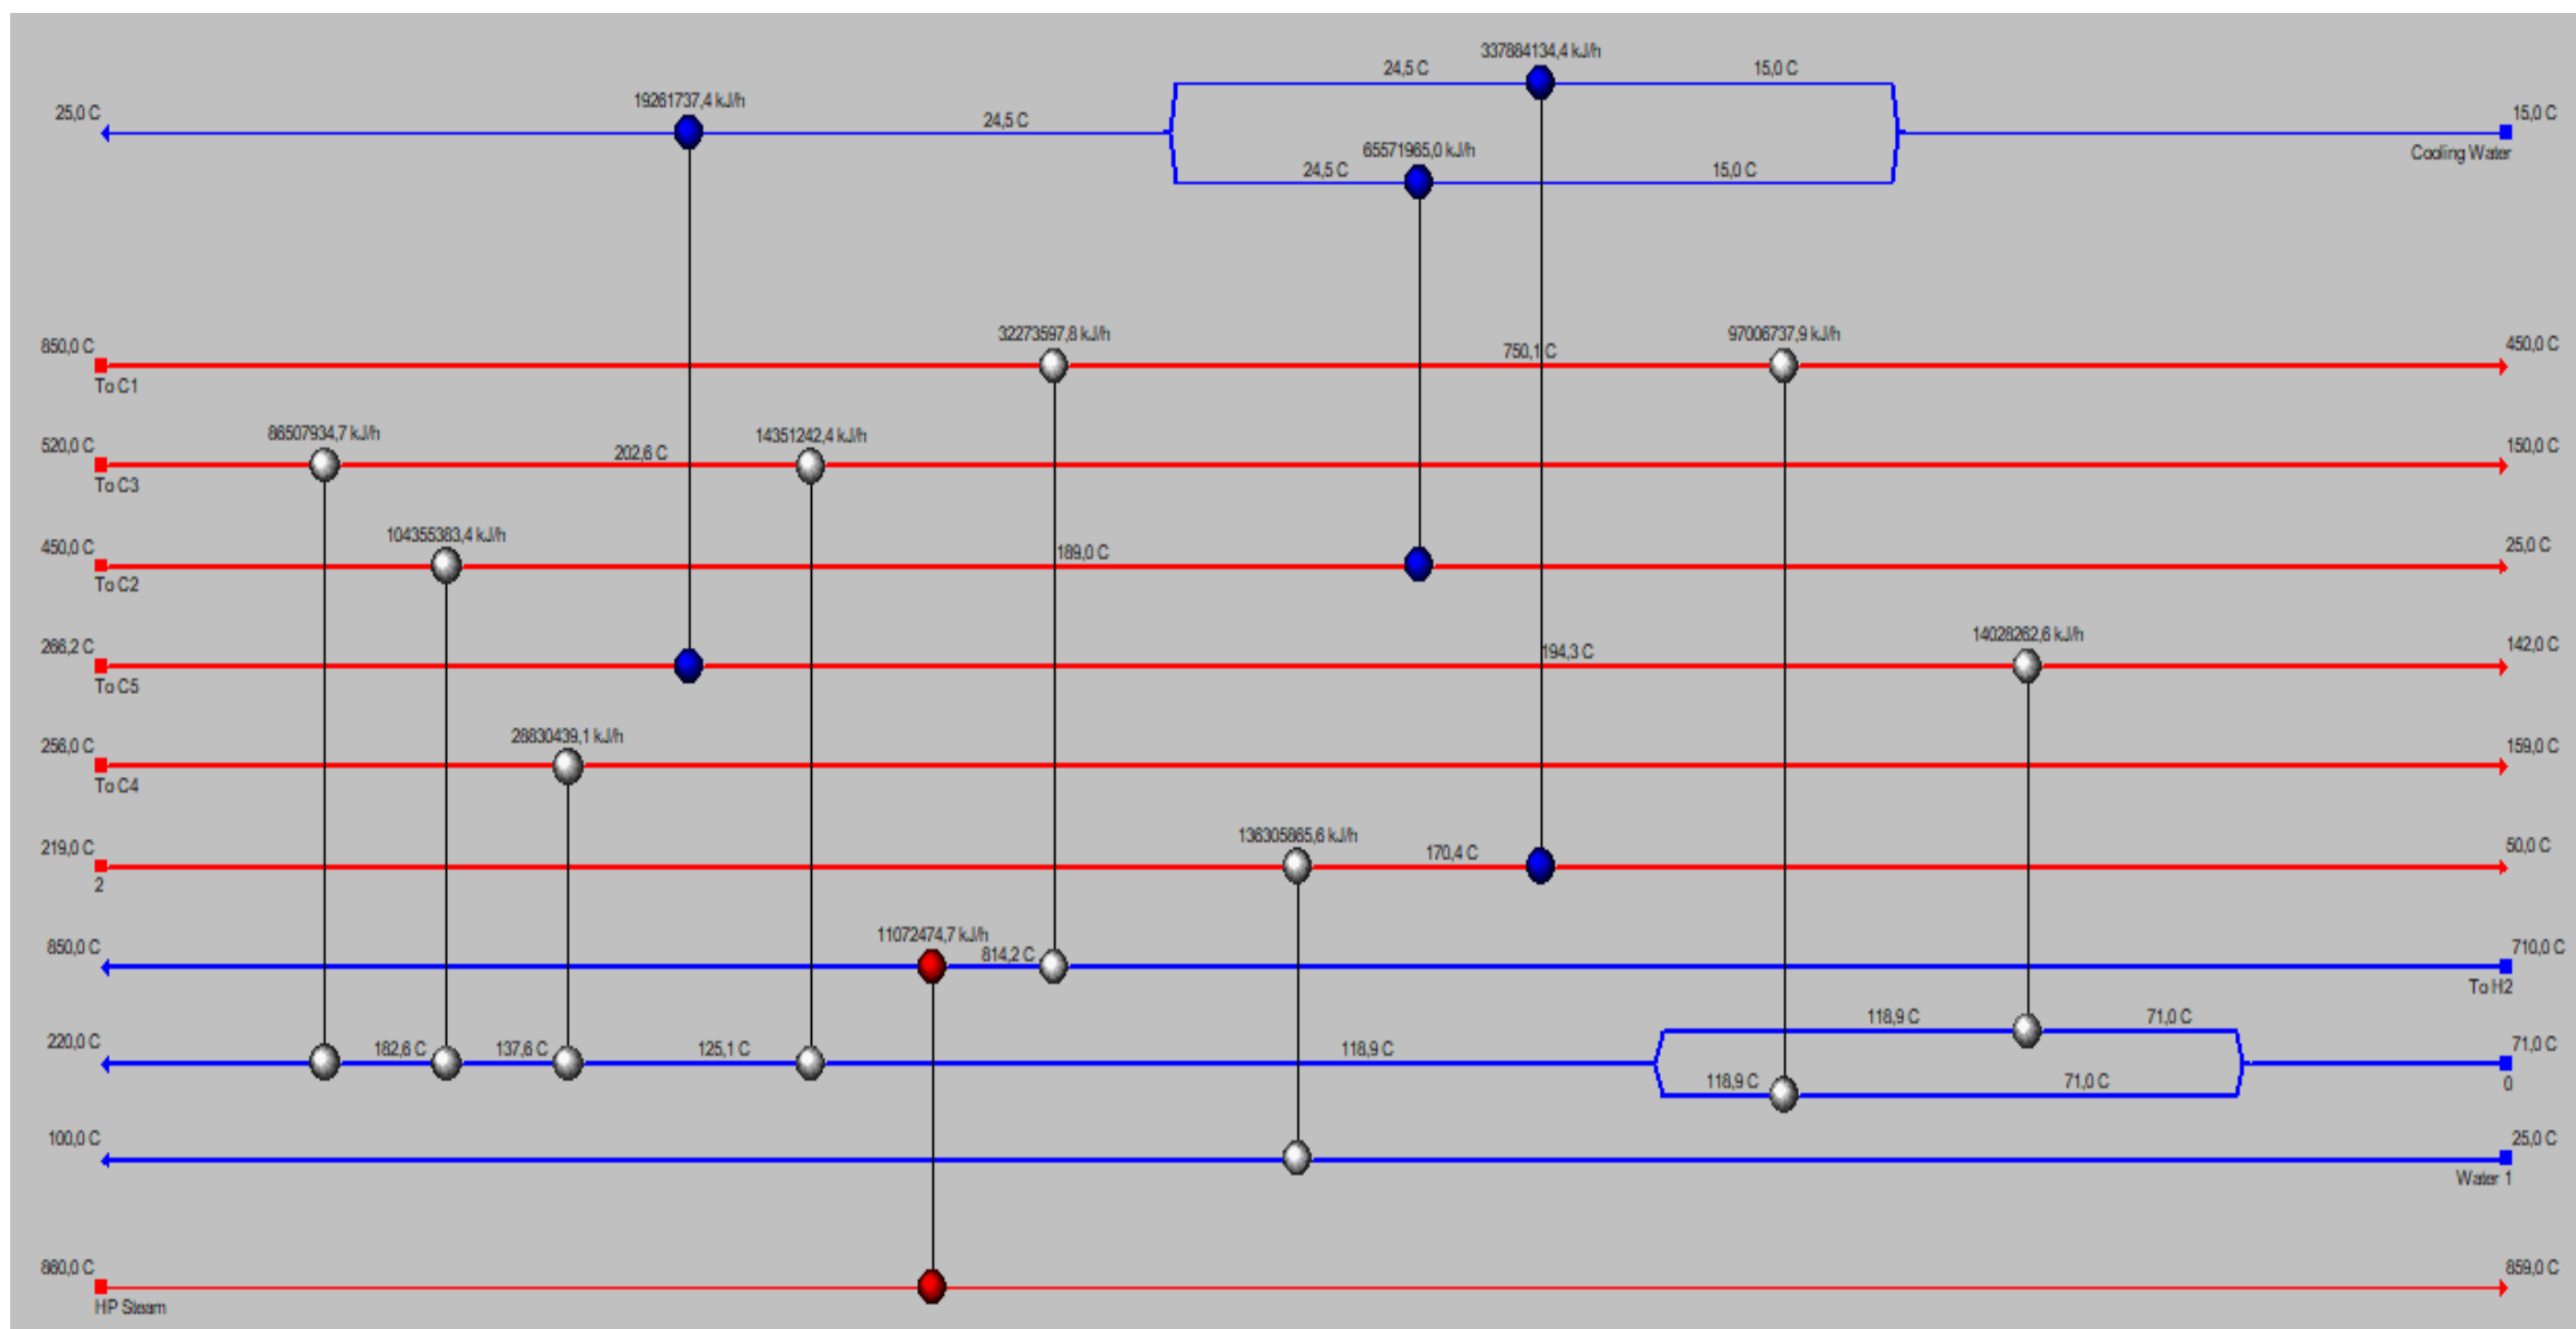 337884134,4 kJ/h
24,5 C
15,0 C
19261737,4 kJ/h
25,0 C
24,5 C
15,0 C
65571965,0 kJ/h
Cooling Water
24,5 C
15,0 C
32273597,8 kJ/h
97006737,9 kJ/h
850,0 C
750,1 C
450,0 C
To C1
86507934,7 kJ/h
14351242,4 kJ/h
520,0 C
202,6 C
150,0 C
To C3
104355383,4 kJ/h
450,0 C
189,0 C
25,0 C
To C2
14028262,6 kJ/h
266,2 C
194,3 C
142,0 C
To C5
28830439,1 kJ/h
256,0 C
159,0 C
To C4
136305865,6 kJ/h
219,0 C
170,4 C
50,0 C
2
11072474,7 kJ/h
850,0 C
814,2 C
710,0 C
To H2
118,9 C
71,0 C
220,0 C
182,6 C
137,6 C
125,1 C
118,9 C
71,0 C
118,9 C
71,0 C
0
100,0 C
25,0 C
Water 1
860,0 C
859,0 C
HP Steam